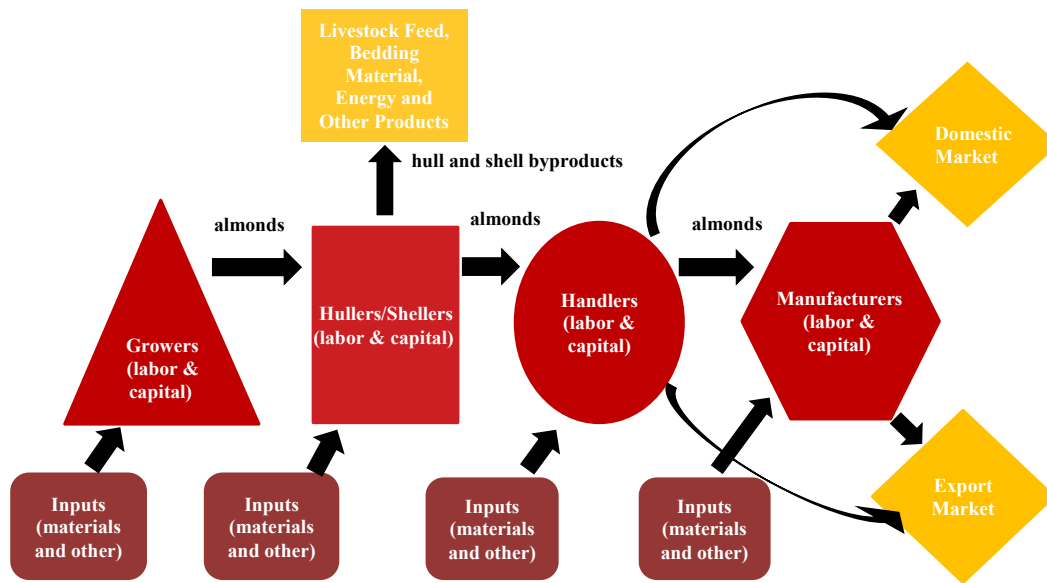 Livestock Feed,
Bedding
Material,
Energy and
Other Products
hull and shell byproducts
almonds
almonds
almonds
Domestic
Market
Growers
(labor &
capital)
Hullers/Shellers
(labor & capital)
Handlers
(labor &
capital)
Manufacturers
(labor &
capital)
Export
Market
Inputs
(materials
and other)
Inputs
(materials
and other)
Inputs
(materials
and other)
Inputs
(materials
and other)